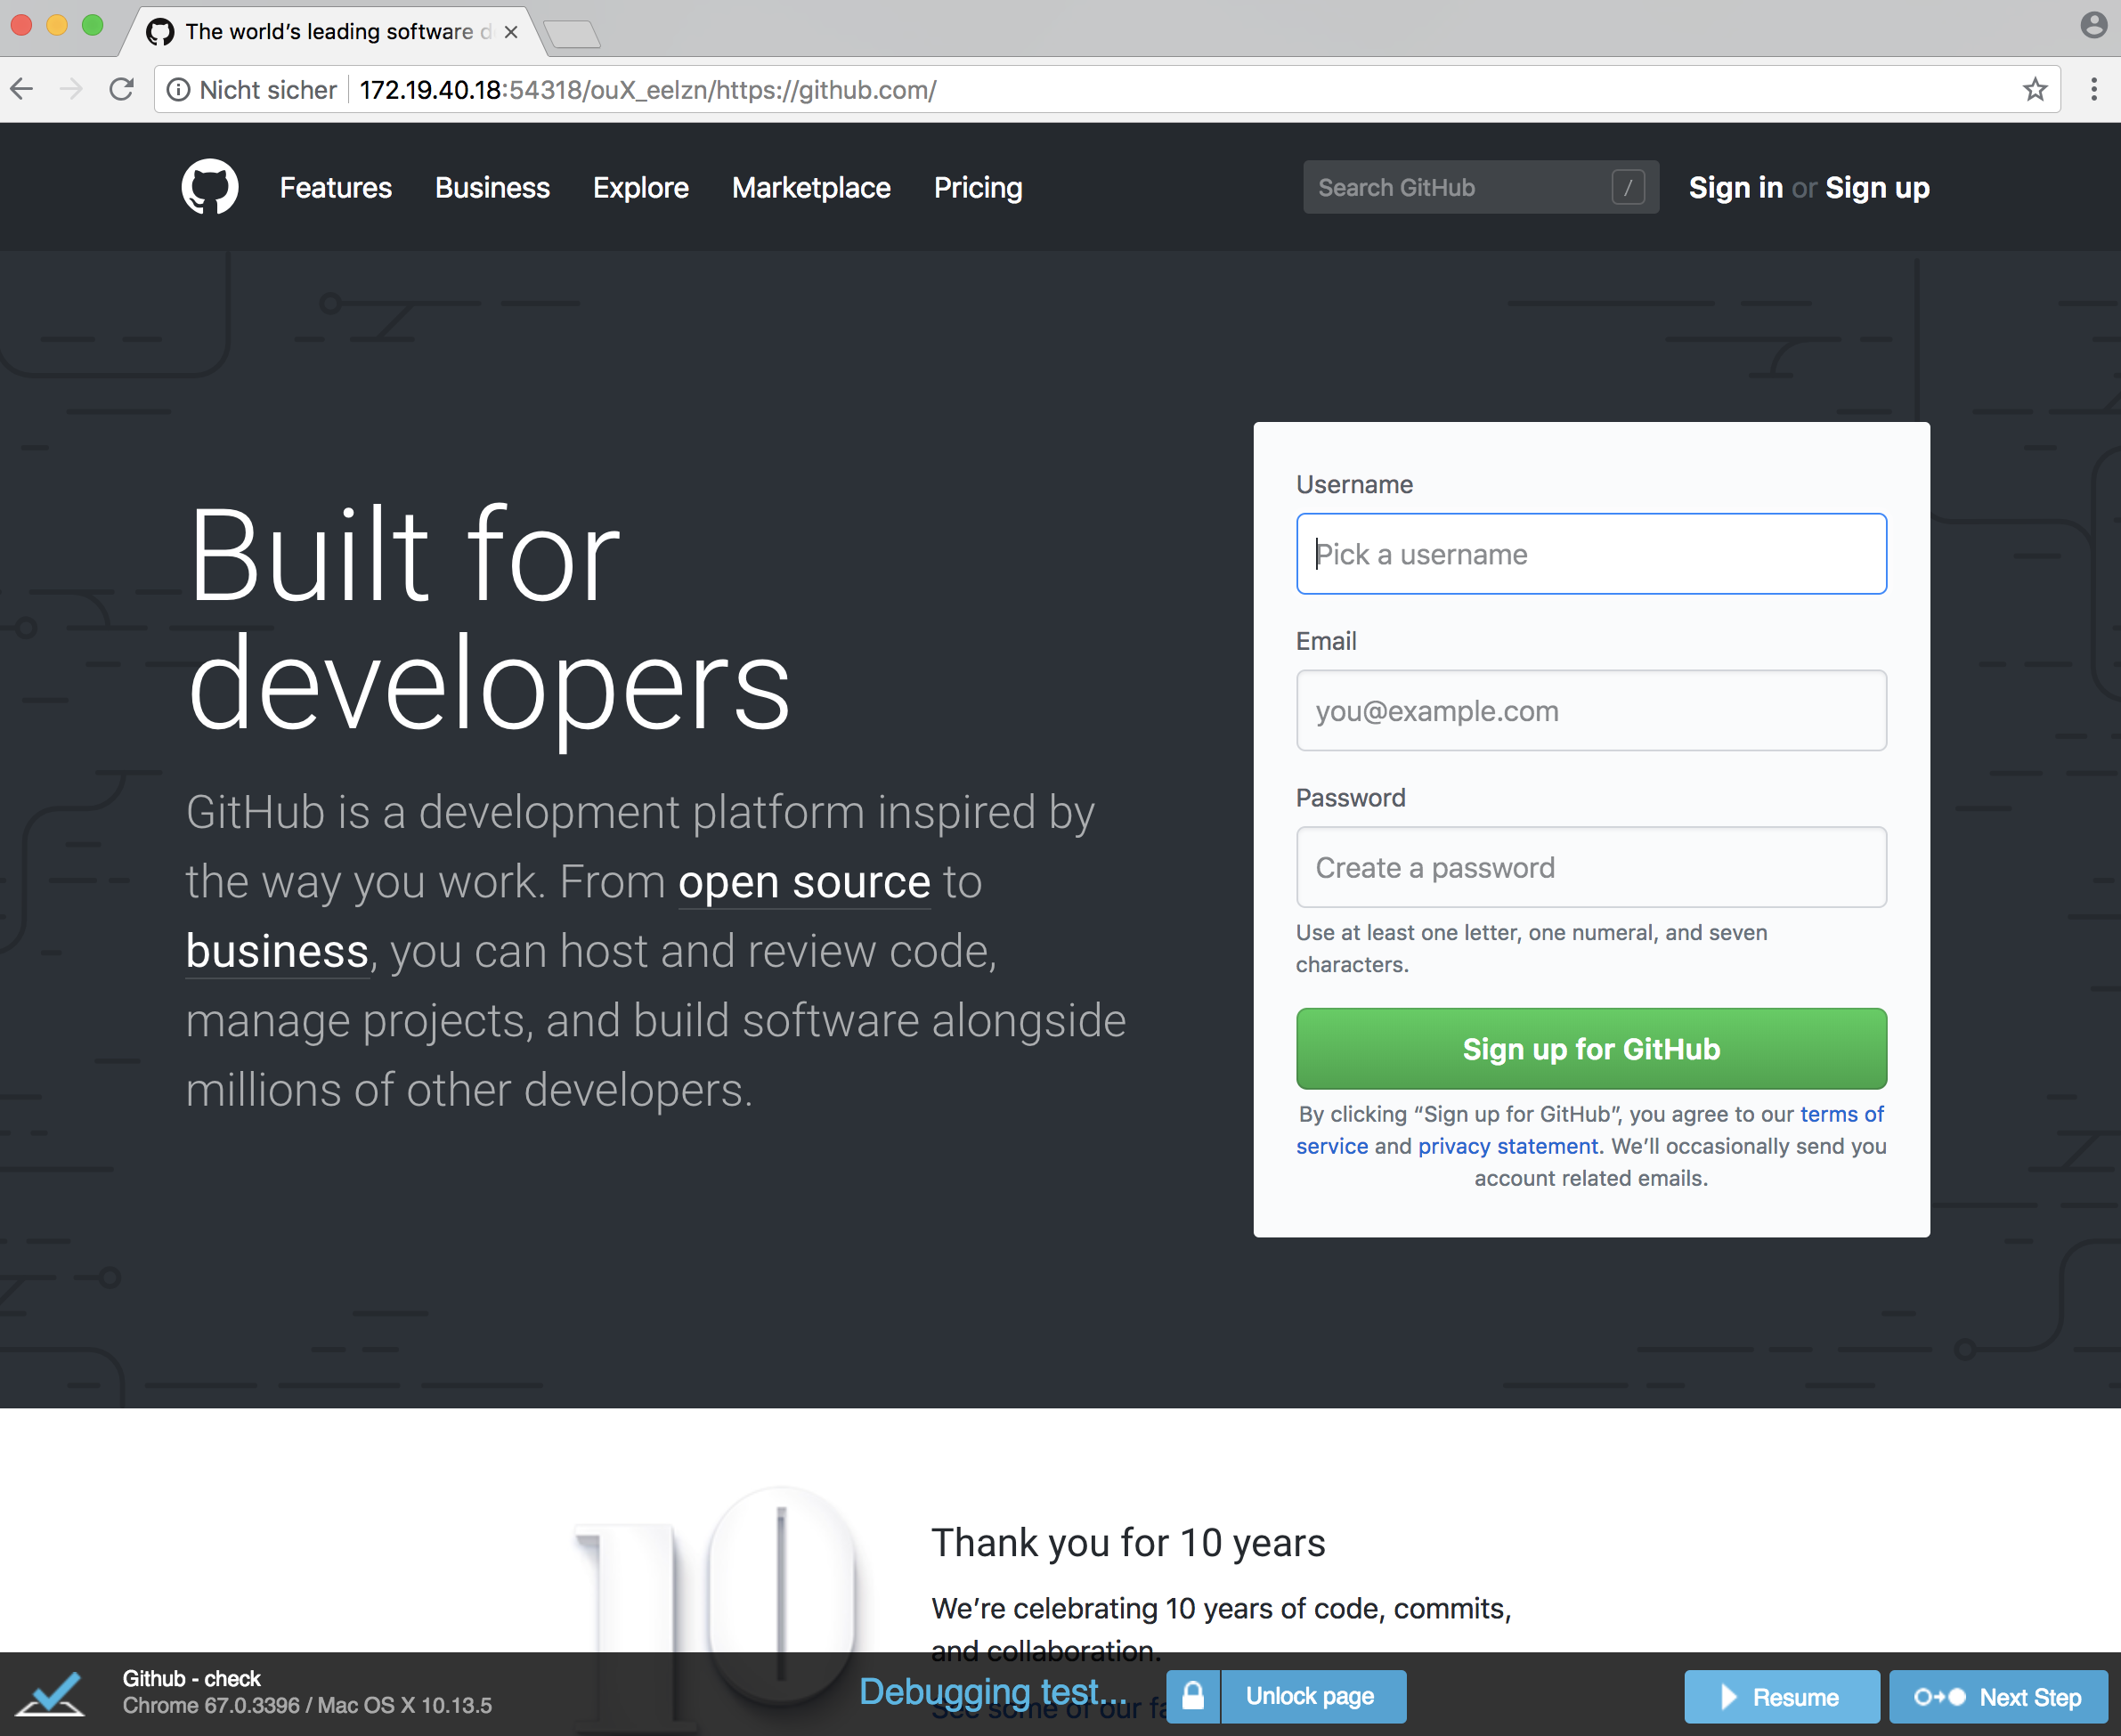 The world's leading software d
Nicht sicher 172.19.40.18:54318/ouX_eelzn/https://github.com/
Features Business Explore Marketplace Pricing Search GitHub / Sign in or Sign up
Built for
developers
GitHub is a development platform inspired by
the way you work. From open source to
business, you can host and review code,
manage projects, and build software alongside
millions of other developers.
Username
Pick a username
Email
you@example.com
Password
Create a password
Use at least one letter, one numeral, and seven
characters.
Sign up for GitHub
By clicking “Sign up for GitHub”, you agree to our terms of
service and privacy statement. We’ll occasionally send you
account related emails.
10
Thank you for 10 years
We’re celebrating 10 years of code, commits,
and collaboration.
See some of our fa
Github - check
Chrome 67.0.3396 / Mac OS X 10.13.5
Debugging test...
Unlock page
Resume
Next Step